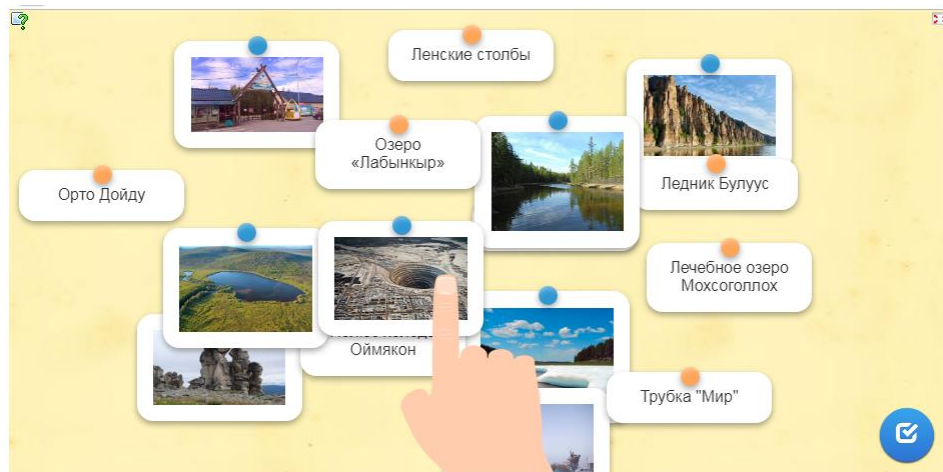 Ленские столбы
Озеро
«Лабынкыр»
Ледник Булуус
Орто Дойду
Лечебное озеро
Мохсоголлох
Оймякон
Трубка "Мир"